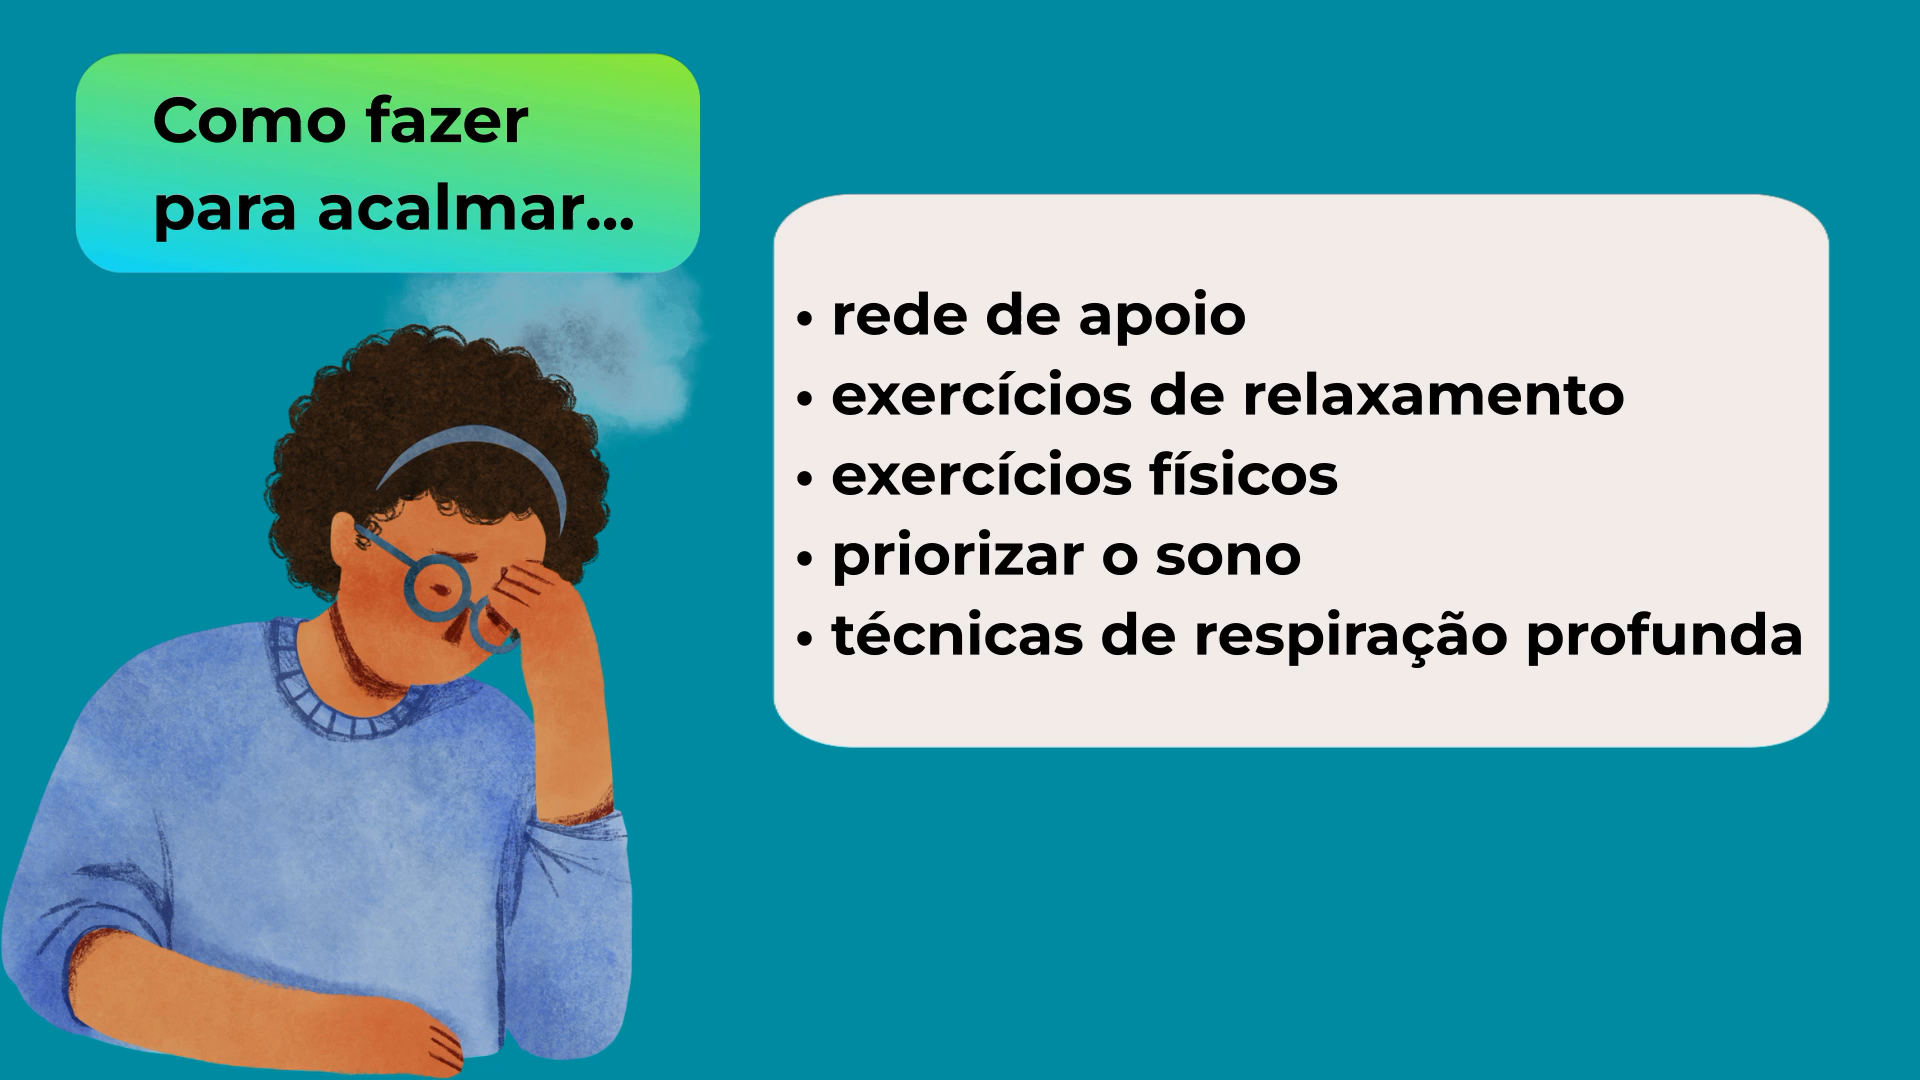 Como fazer
para acalmar...
• rede de apoio
• exercícios de relaxamento
• exercícios físicos
• priorizar o sono
• técnicas de respiração profunda